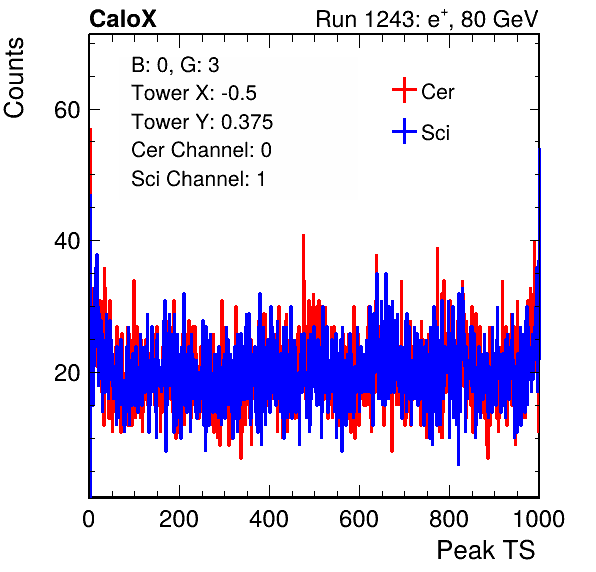 CaloX Run 1243: e⁺, 80 GeV
Counts
B: 0, G: 3
Tower X: -0.5
Tower Y: 0.375
Cer Channel: 0
Sci Channel: 1
Cer
Sci
60
40
20
0 200 400 600 800 1000
Peak TS